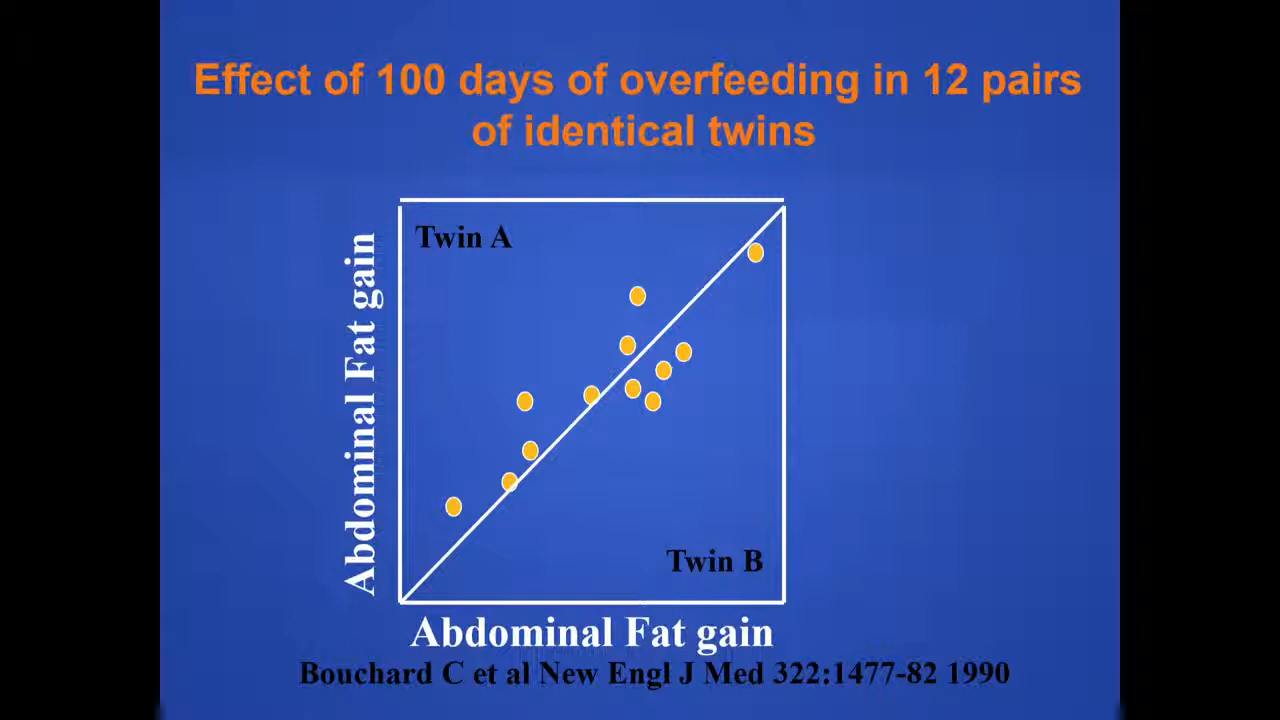 Effect of 100 days of overfeeding in 12 pairs
of identical twins
Twin A
Abdominal Fat gain
Twin B
Abdominal Fat gain
Bouchard C et al New Engl J Med 322:1477-82 1990